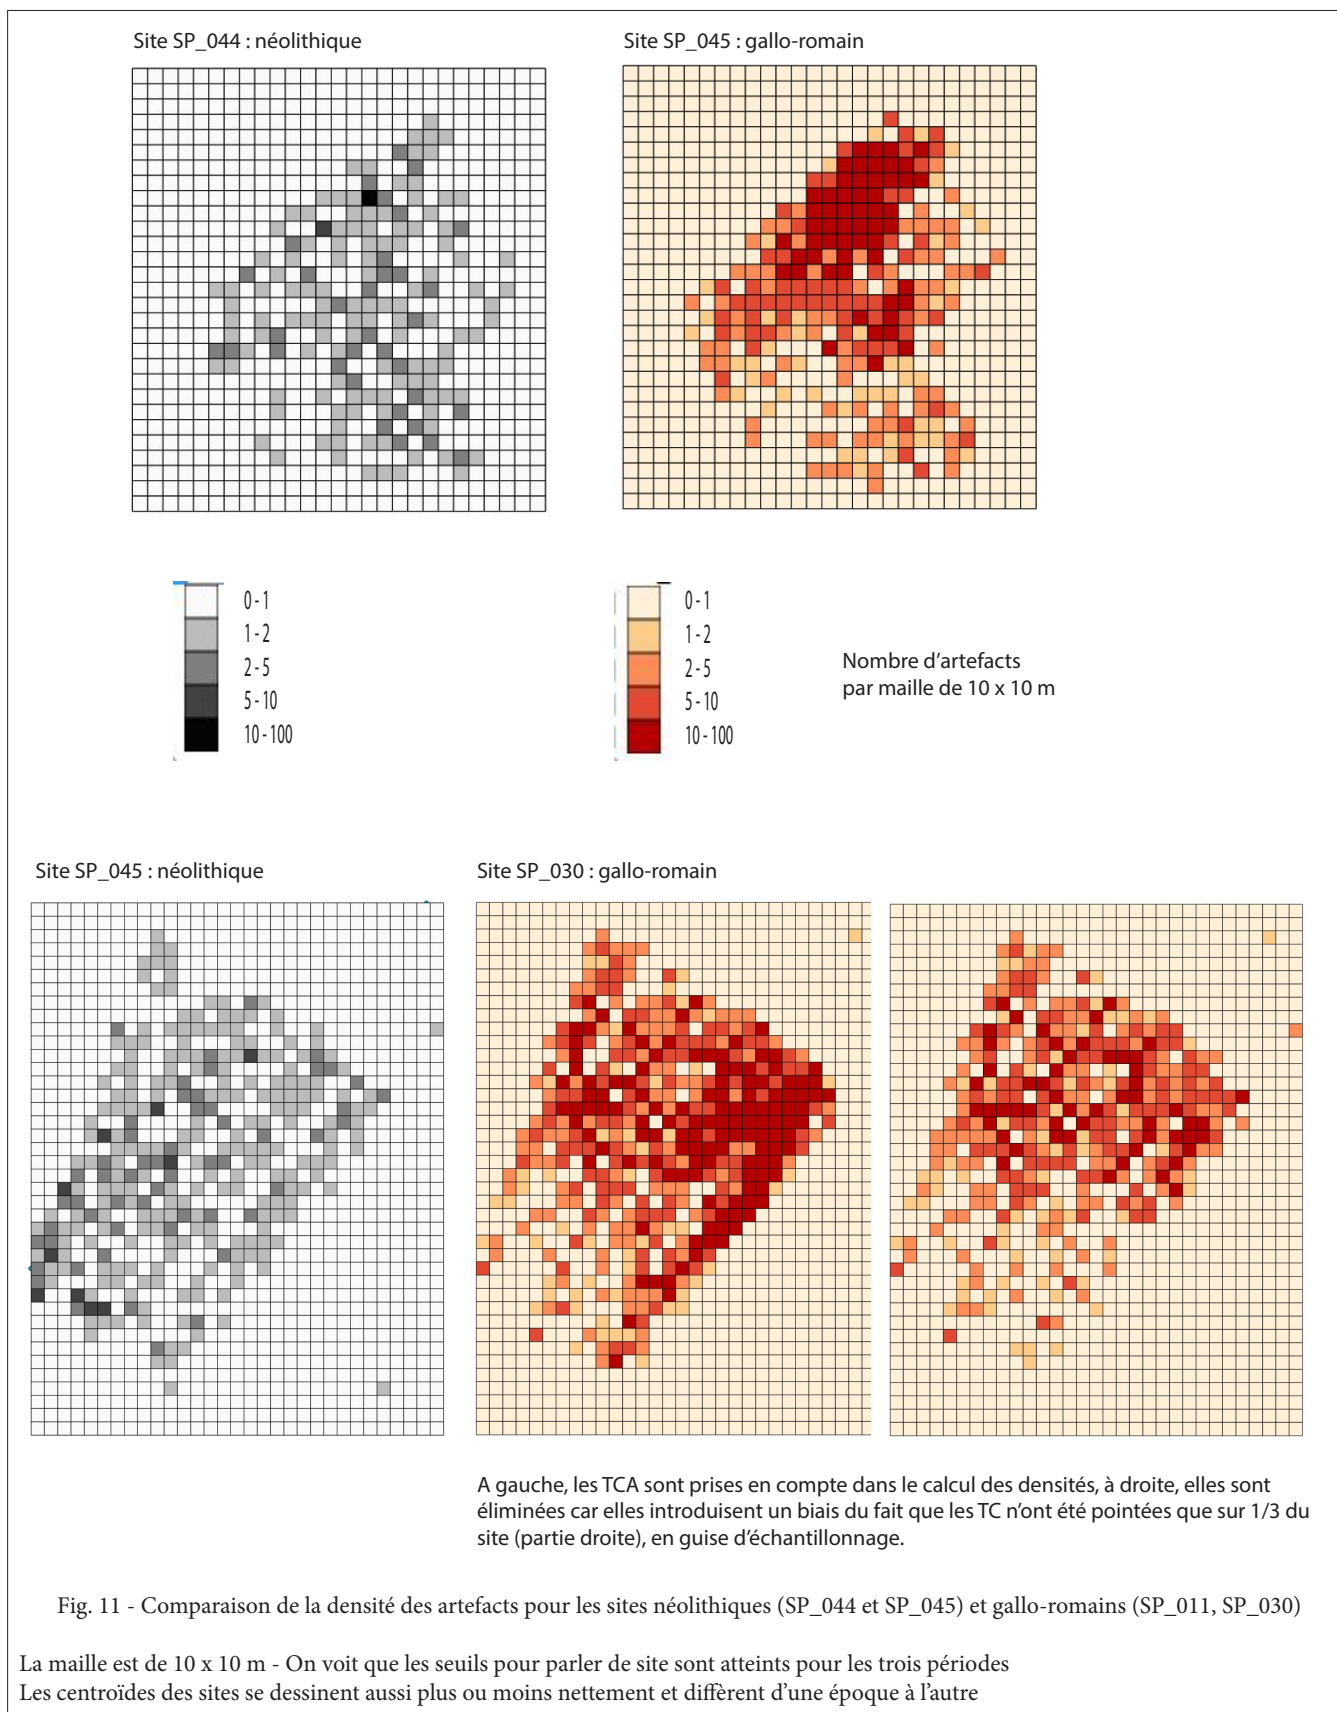 Site SP_044 : néolithique
Site SP_045 : gallo-romain
0 - 1
1 - 2
2 - 5
5 - 10
10 - 100
0 - 1
1 - 2
2 - 5
5 - 10
10 - 100
Nombre d'artefacts
par maille de 10 x 10 m
Site SP_045 : néolithique
Site SP_030 : gallo-romain
A gauche, les TCA sont prises en compte dans le calcul des densités, à droite, elles sont
éliminées car elles introduisent un biais du fait que les TC n'ont été pointées que sur 1/3 du
site (partie droite), en guise d'échantillonnage.
Fig. 11 - Comparaison de la densité des artefacts pour les sites néolithiques (SP_044 et SP_045) et gallo-romains (SP_011, SP_030)
La maille est de 10 x 10 m - On voit que les seuils pour parler de site sont atteints pour les trois périodes
Les centroïdes des sites se dessinent aussi plus ou moins nettement et diffèrent d'une époque à l'autre